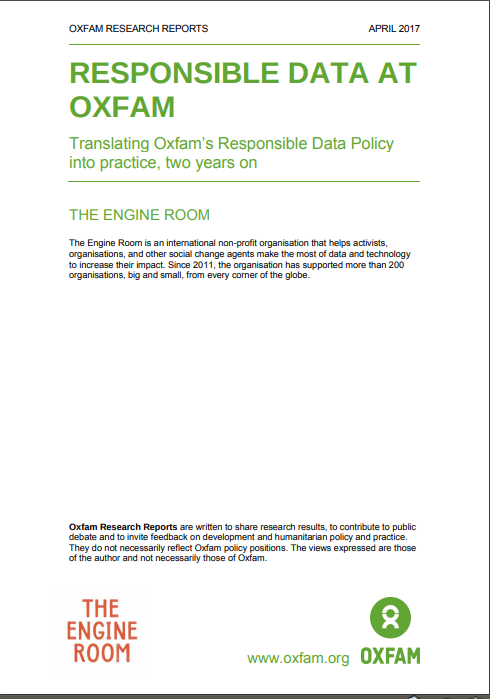 OXFAM RESEARCH REPORTS APRIL 2017
RESPONSIBLE DATA AT
OXFAM
Translating Oxfam’s Responsible Data Policy
into practice, two years on
THE ENGINE ROOM
The Engine Room is an international non-profit organisation that helps activists,
organisations, and other social change agents make the most of data and technology
to increase their impact. Since 2011, the organisation has supported more than 200
organisations, big and small, from every corner of the globe.
Oxfam Research Reports are written to share research results, to contribute to public
debate and to invite feedback on development and humanitarian policy and practice.
They do not necessarily reflect Oxfam policy positions. The views expressed are those
of the author and not necessarily those of Oxfam.
THE
ENGINE
ROOM
www.oxfam.org OXFAM